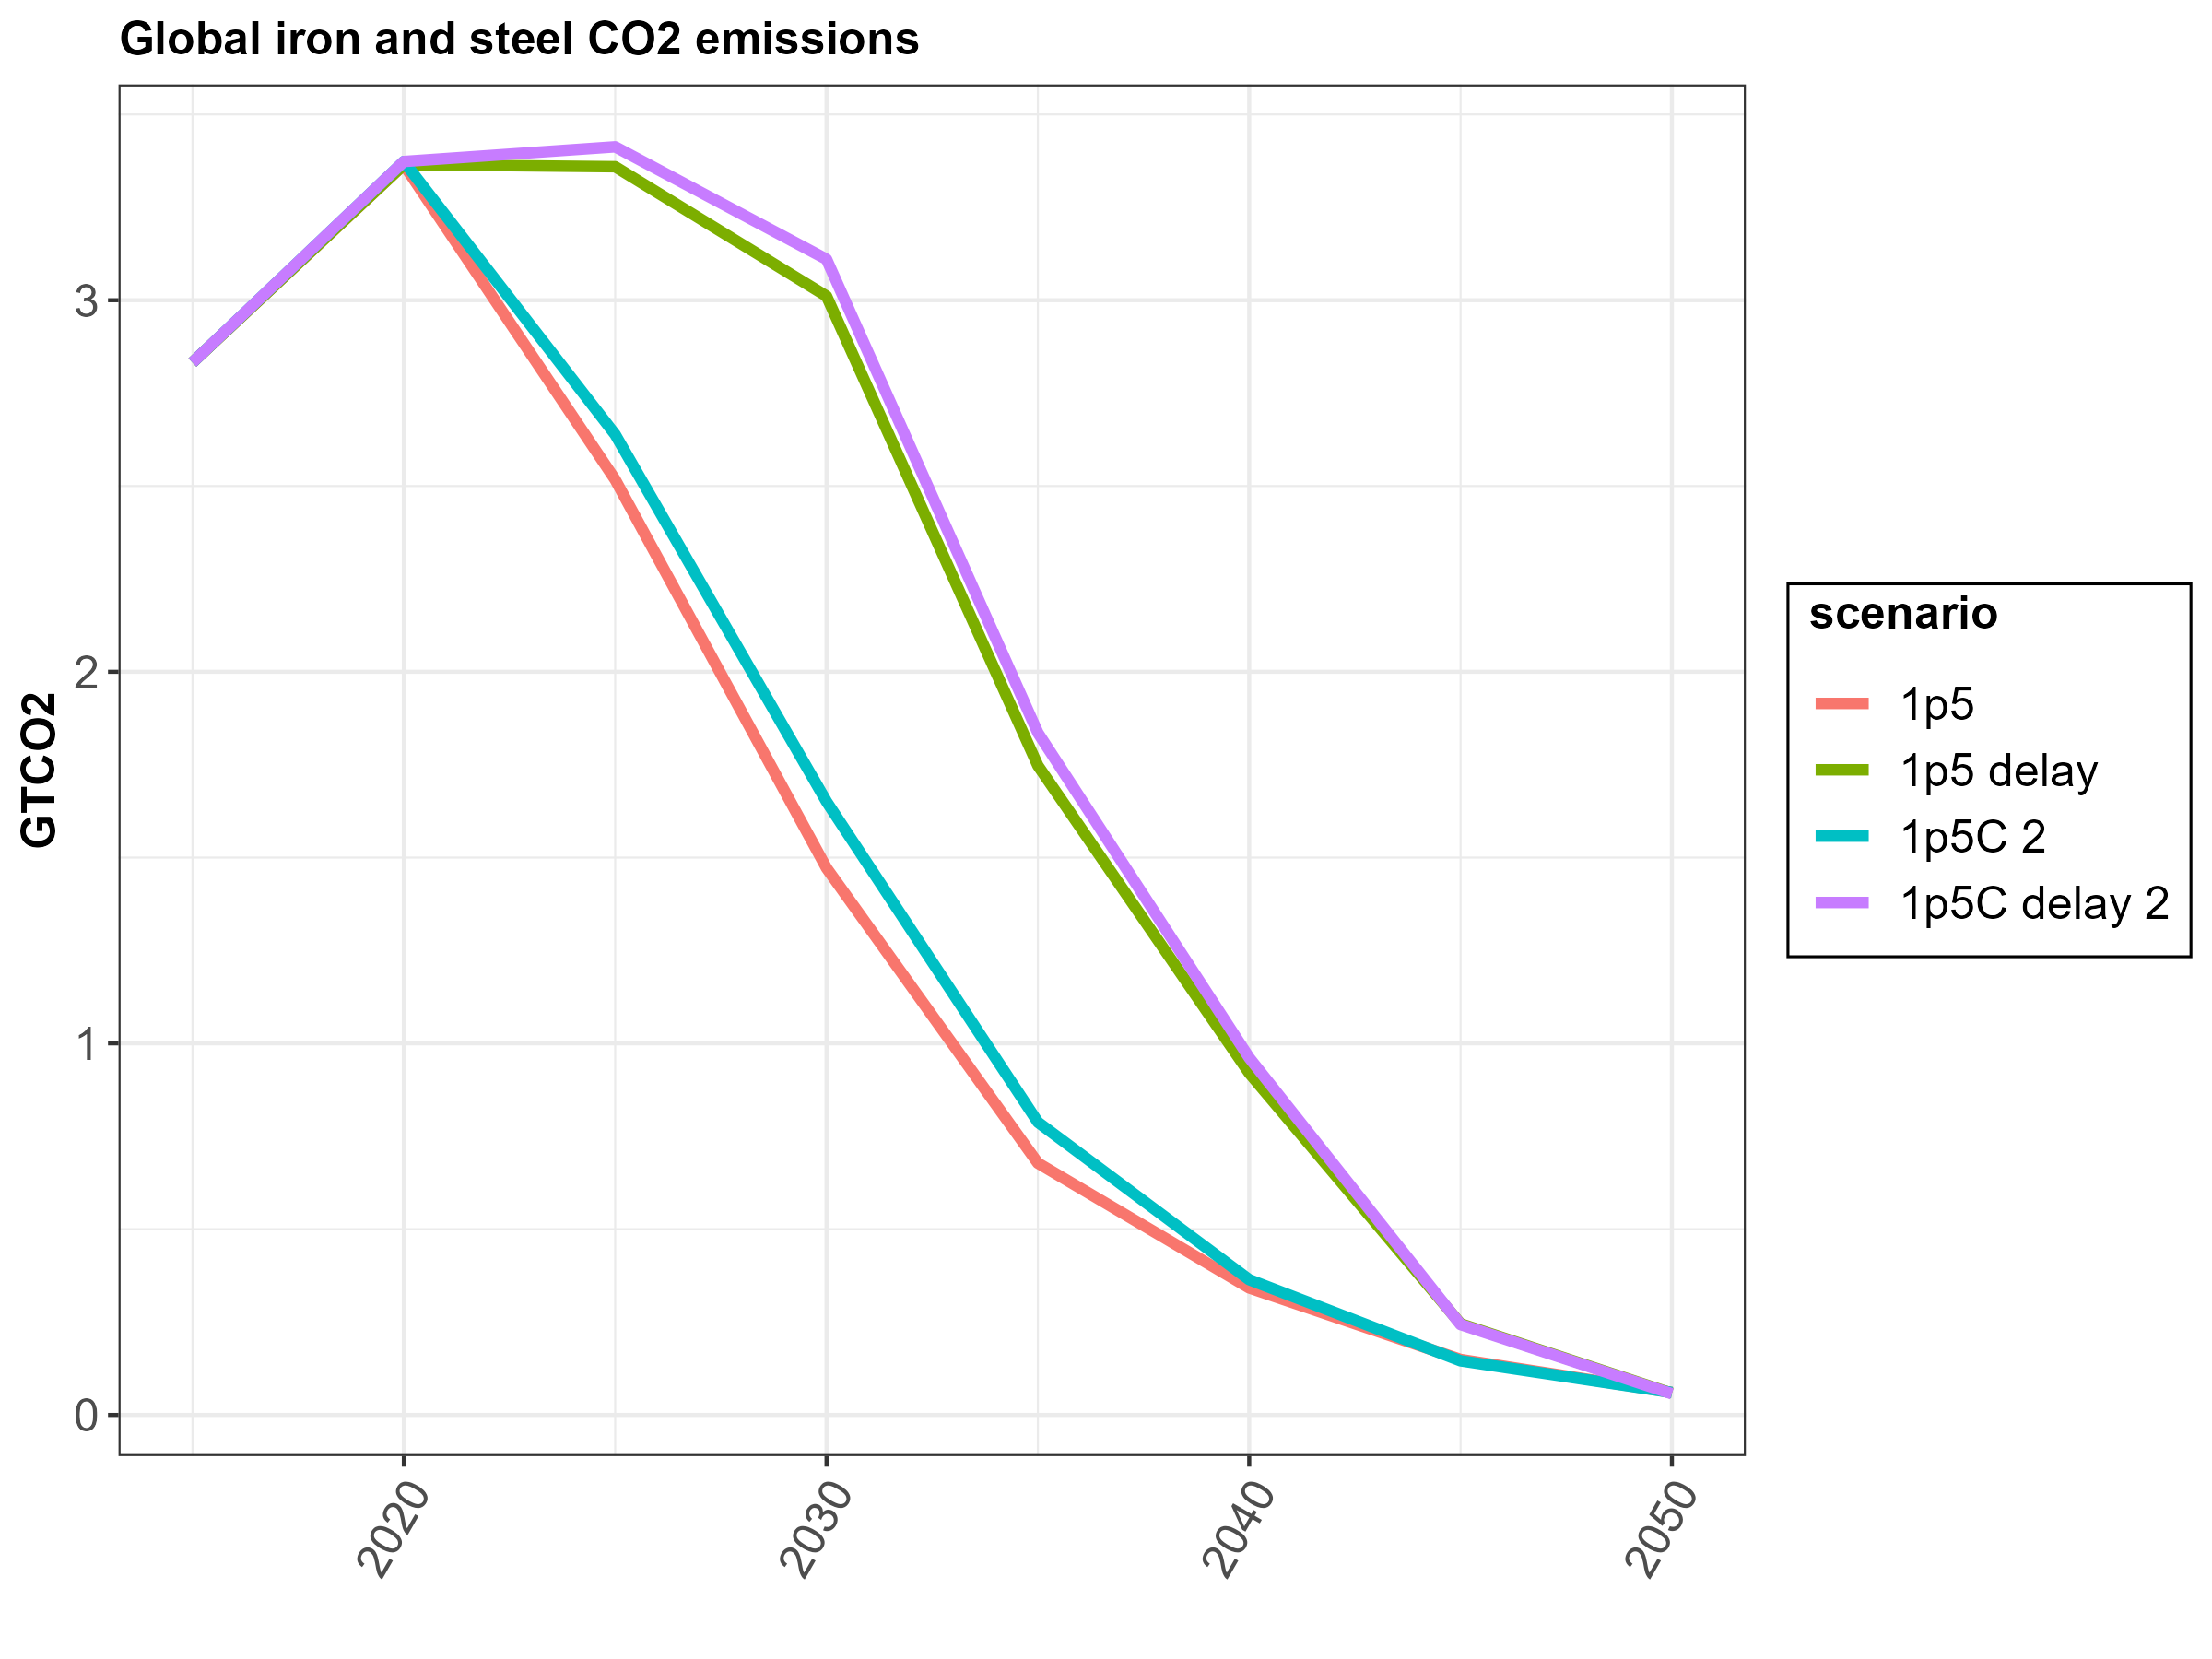 Global iron and steel CO2 emissions
GTCO2
3
2
1
0
2020
2030
2040
2050
scenario
1p5
1p5 delay
1p5C 2
1p5C delay 2